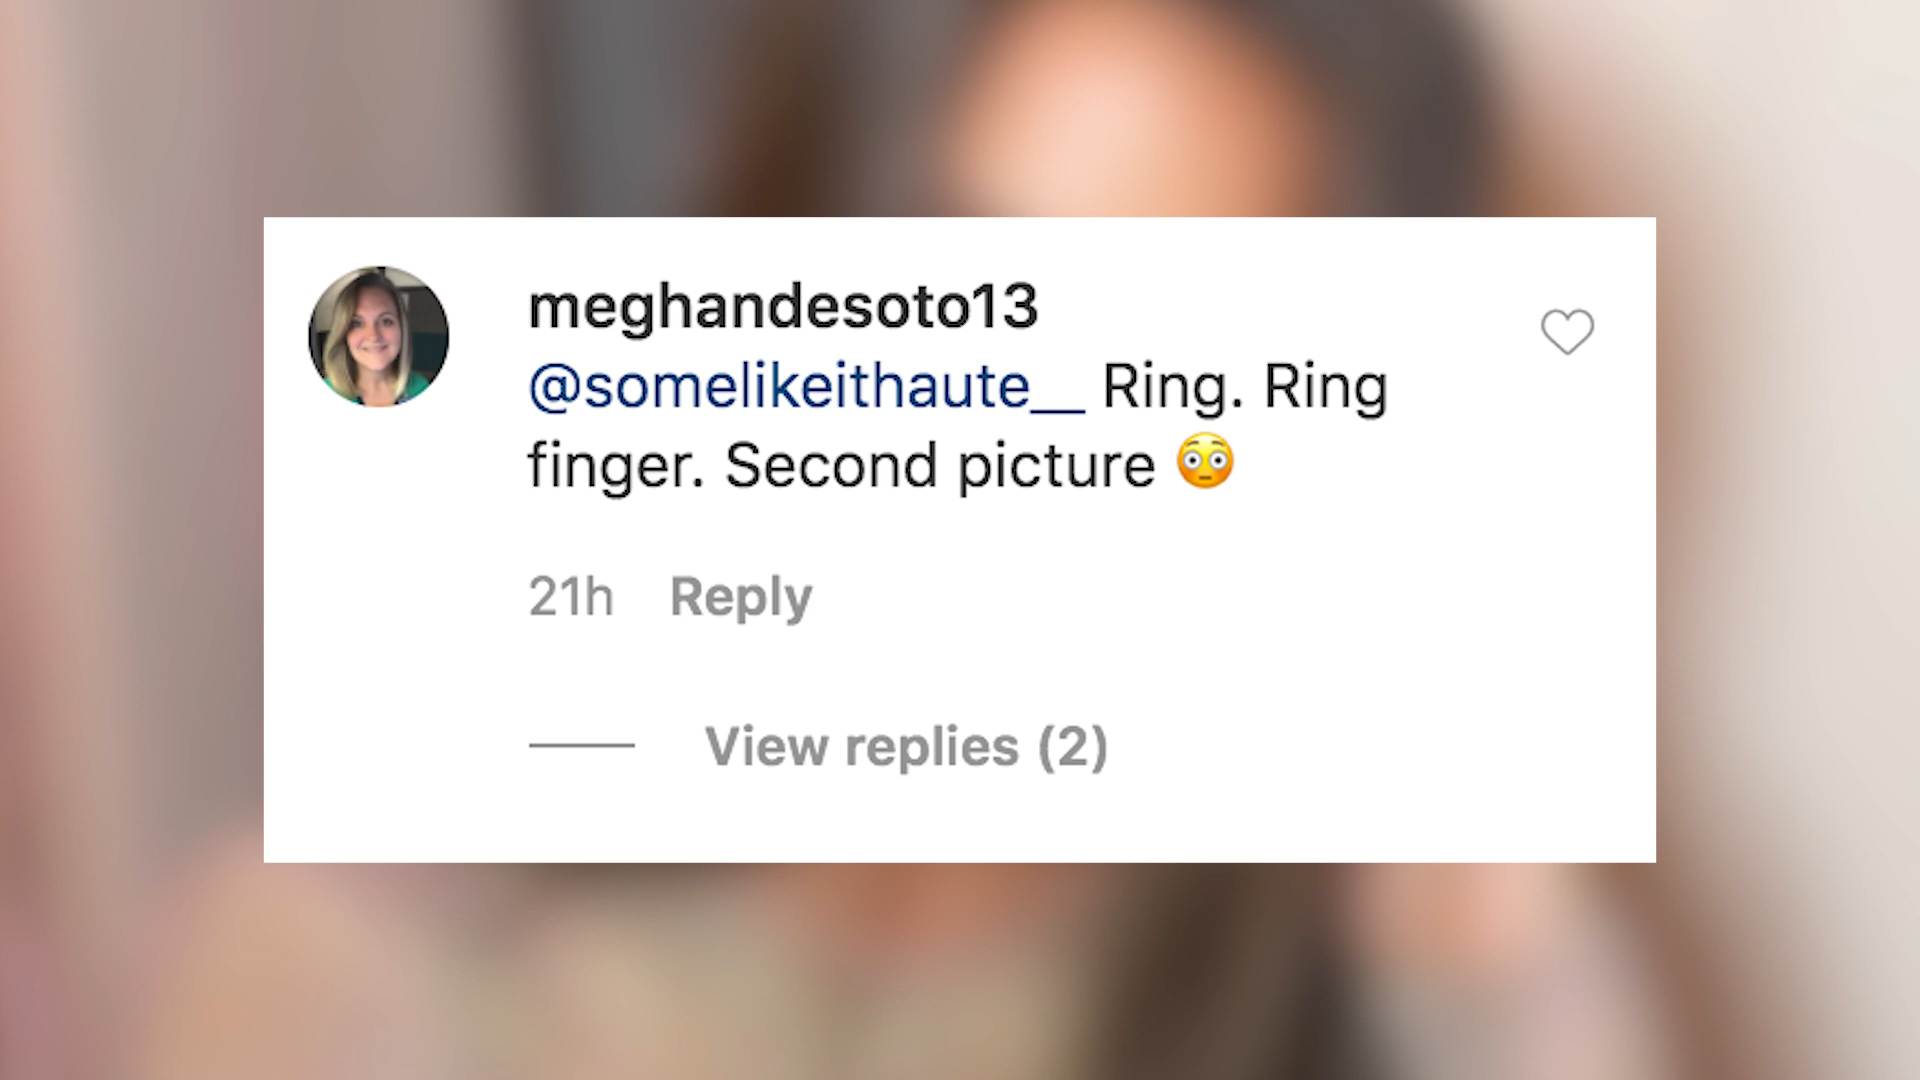 meghandesoto13
@somelikeithaute__ Ring. Ring
finger. Second picture 😳
21h Reply
View replies (2)